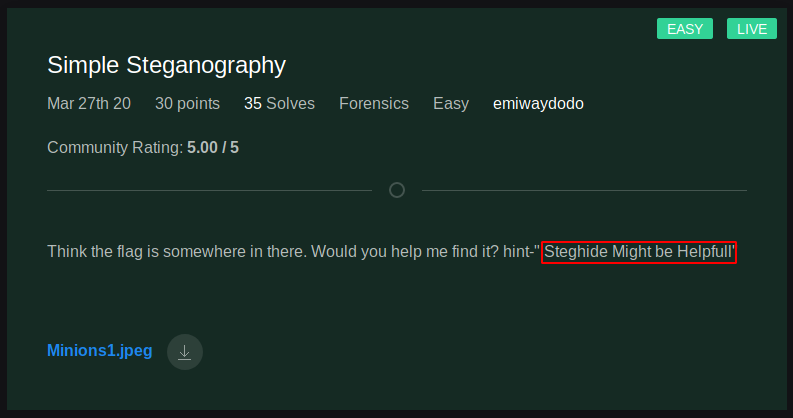 EASY LIVE
Simple Steganography
Mar 27th 20 30 points 35 Solves Forensics Easy emiwaydodo
Community Rating: 5.00 / 5
Think the flag is somewhere in there. Would you help me find it? hint-" Steghide Might be Helpfull"
Minions1.jpeg